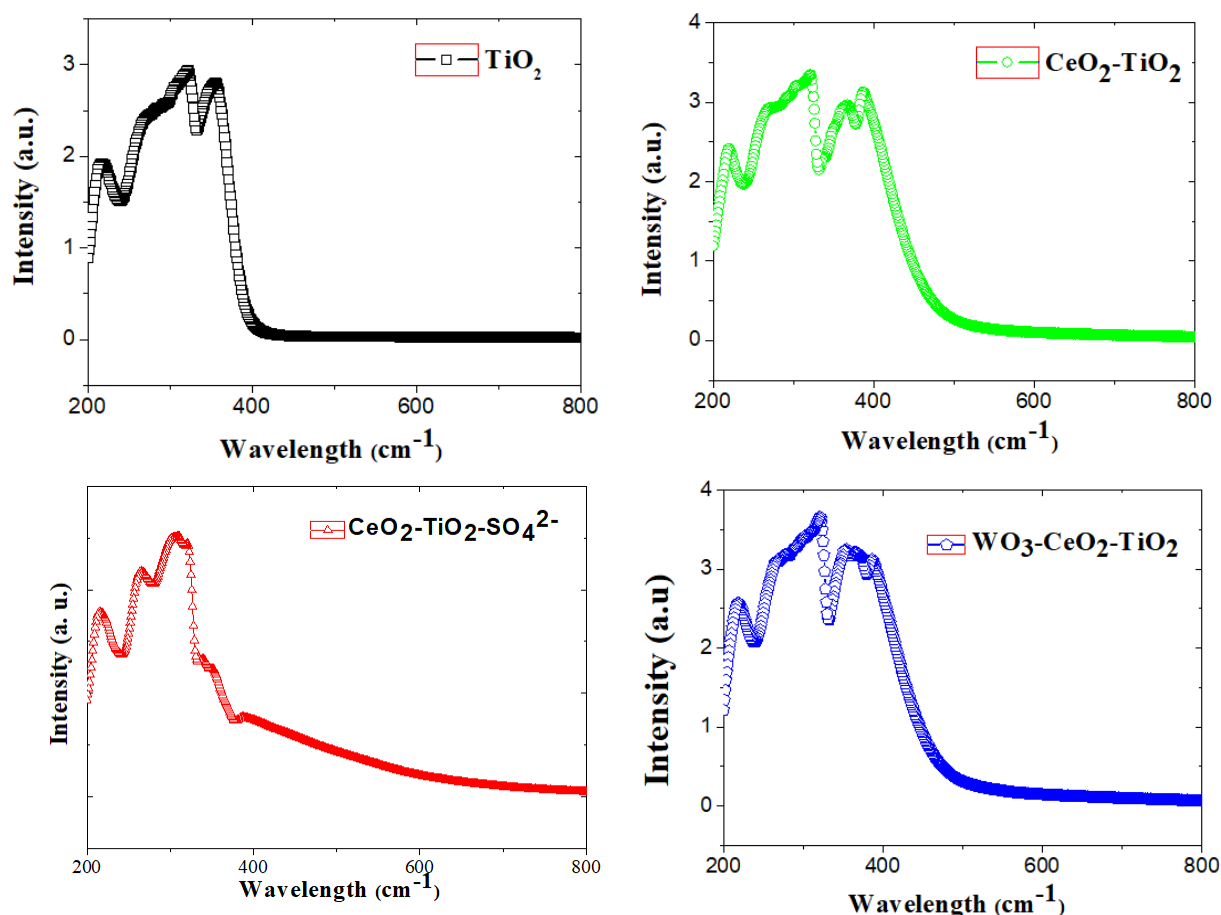 TiO₂
3
2
1
0
Intensity (a.u.)
200 400 600 800
Wavelength (cm⁻¹)
CeO₂-TiO₂
4
3
2
1
0
Intensity (a.u.)
200 400 600 800
Wavelength (cm⁻¹)
CeO₂-TiO₂-SO₄²⁻
Intensity (a. u.)
200 400 600 800
Wavelength (cm⁻¹)
WO₃-CeO₂-TiO₂
4
3
2
1
0
Intensity (a.u)
200 400 600 800
Wavelength (cm⁻¹)